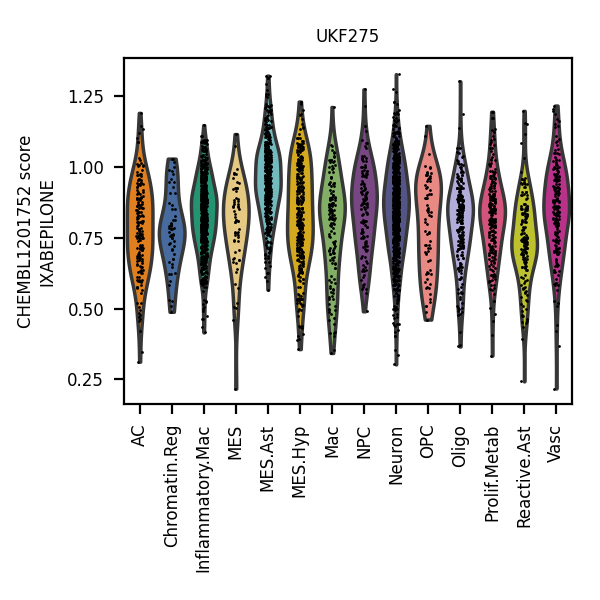 UKF275
CHEMBL1201752 score
IXABEPILONE
1.25
1.00
0.75
0.50
0.25
AC
Chromatin.Reg
Inflammatory.Mac
MES
MES.Ast
MES.Hyp
Mac
NPC
Neuron
OPC
Oligo
Prolif.Metab
Reactive.Ast
Vasc